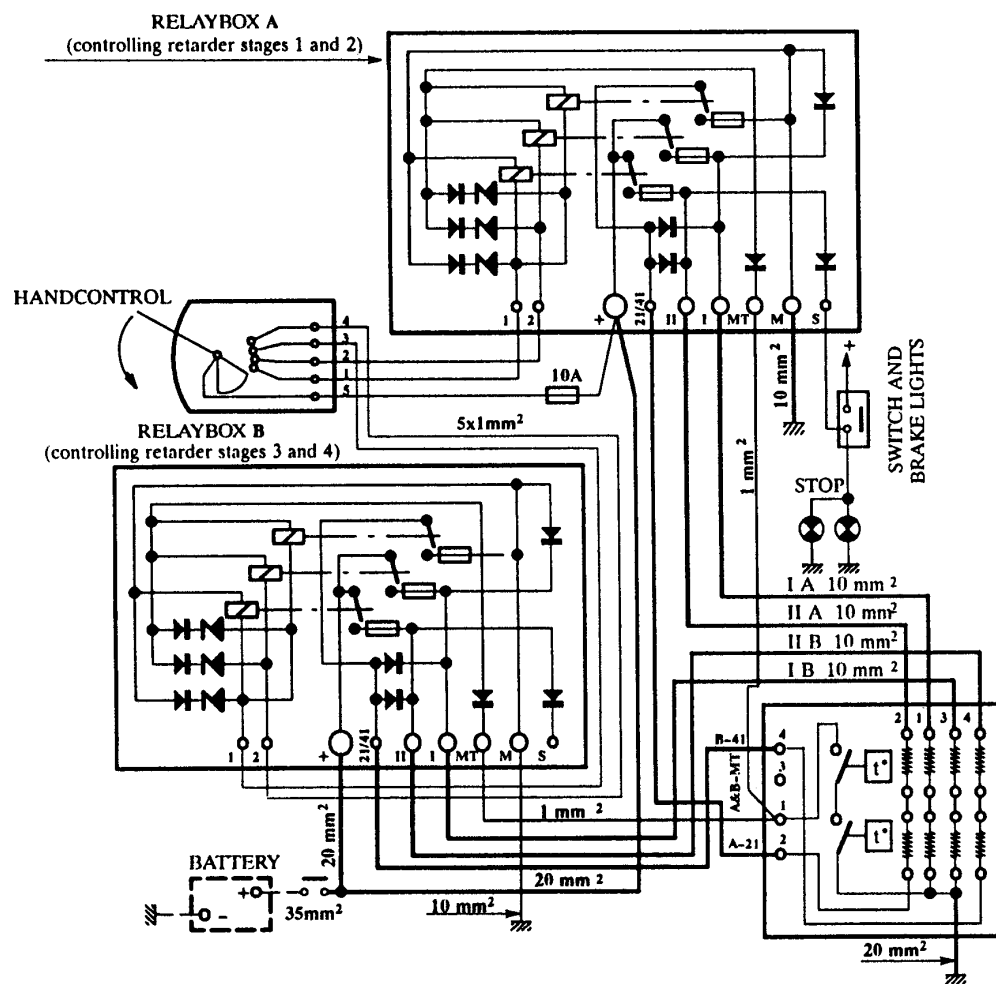 RELAYBOX A
(controlling retarder stages 1 and 2)
1 2 + 21/41 II I MT M S
HANDCONTROL
4
3
2
1
5
10A
5x1mm²
10 mm²
1 mm²
+
SWITCH AND
BRAKE LIGHTS
STOP
RELAYBOX B
(controlling retarder stages 3 and 4)
1 2 + 21/41 II I MT M S
I A 10 mm²
II A 10 mm²
II B 10 mm²
I B 10 mm²
2 1 3 4
B-41
4
3
A&B-MT
1
A-21
2
t°
t°
1 mm²
20 mm²
20 mm²
BATTERY
+
-
35mm²
10 mm²
20 mm²